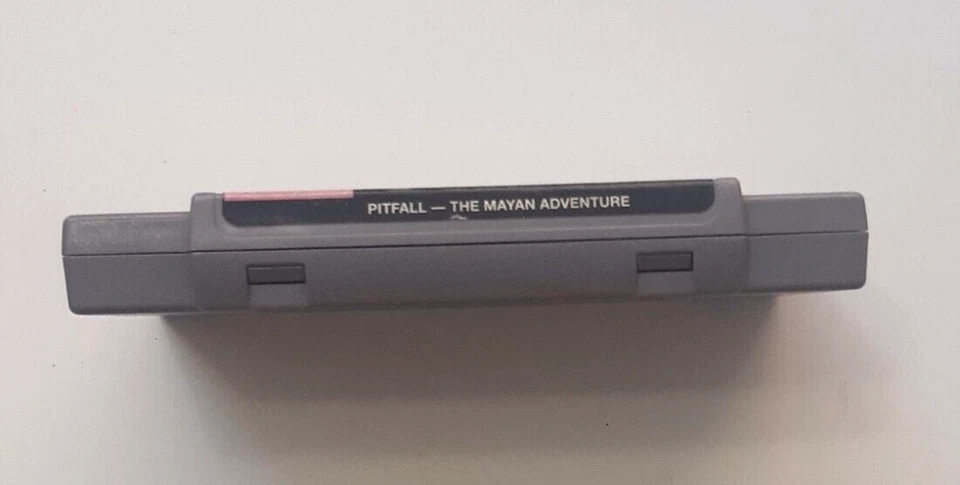 PITFALL — THE MAYAN ADVENTURE